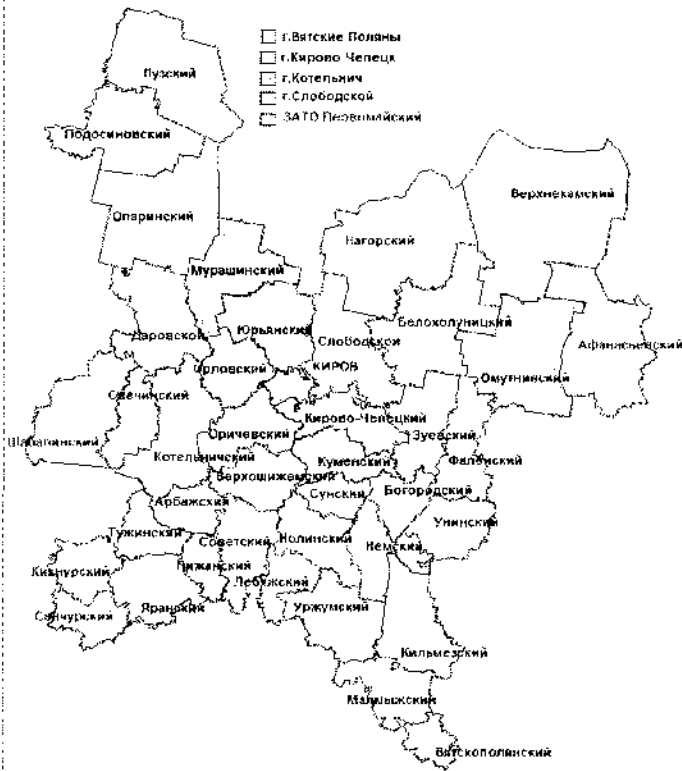 г.Вятские Поляны
г.Кирово Чепецк
г.Котельнич
г.Слободской
ЗАТО Первомайский
Лузский
Подосиновский
Опаринский
Верхнекамский
Нагорский
Мурашинский
Юрьянский
Даровской
Слободской
Белохолуницкий
Афанасьевский
Орловский
КИРОВ
Омутнинский
Свечинский
Кирово-Чепецкий
Оричевский
Зуевский
Шабалинский
Котельничский
Куменский
Фаленский
Верхошижемский
Богородский
Арбажский
Сунский
Унинский
Тужинский
Советский
Нолинский
Немский
Пижанский
Кикнурский
Лебяжский
Санчурский
Яранский
Уржумский
Кильмезский
Малмыжский
Вятскополянский